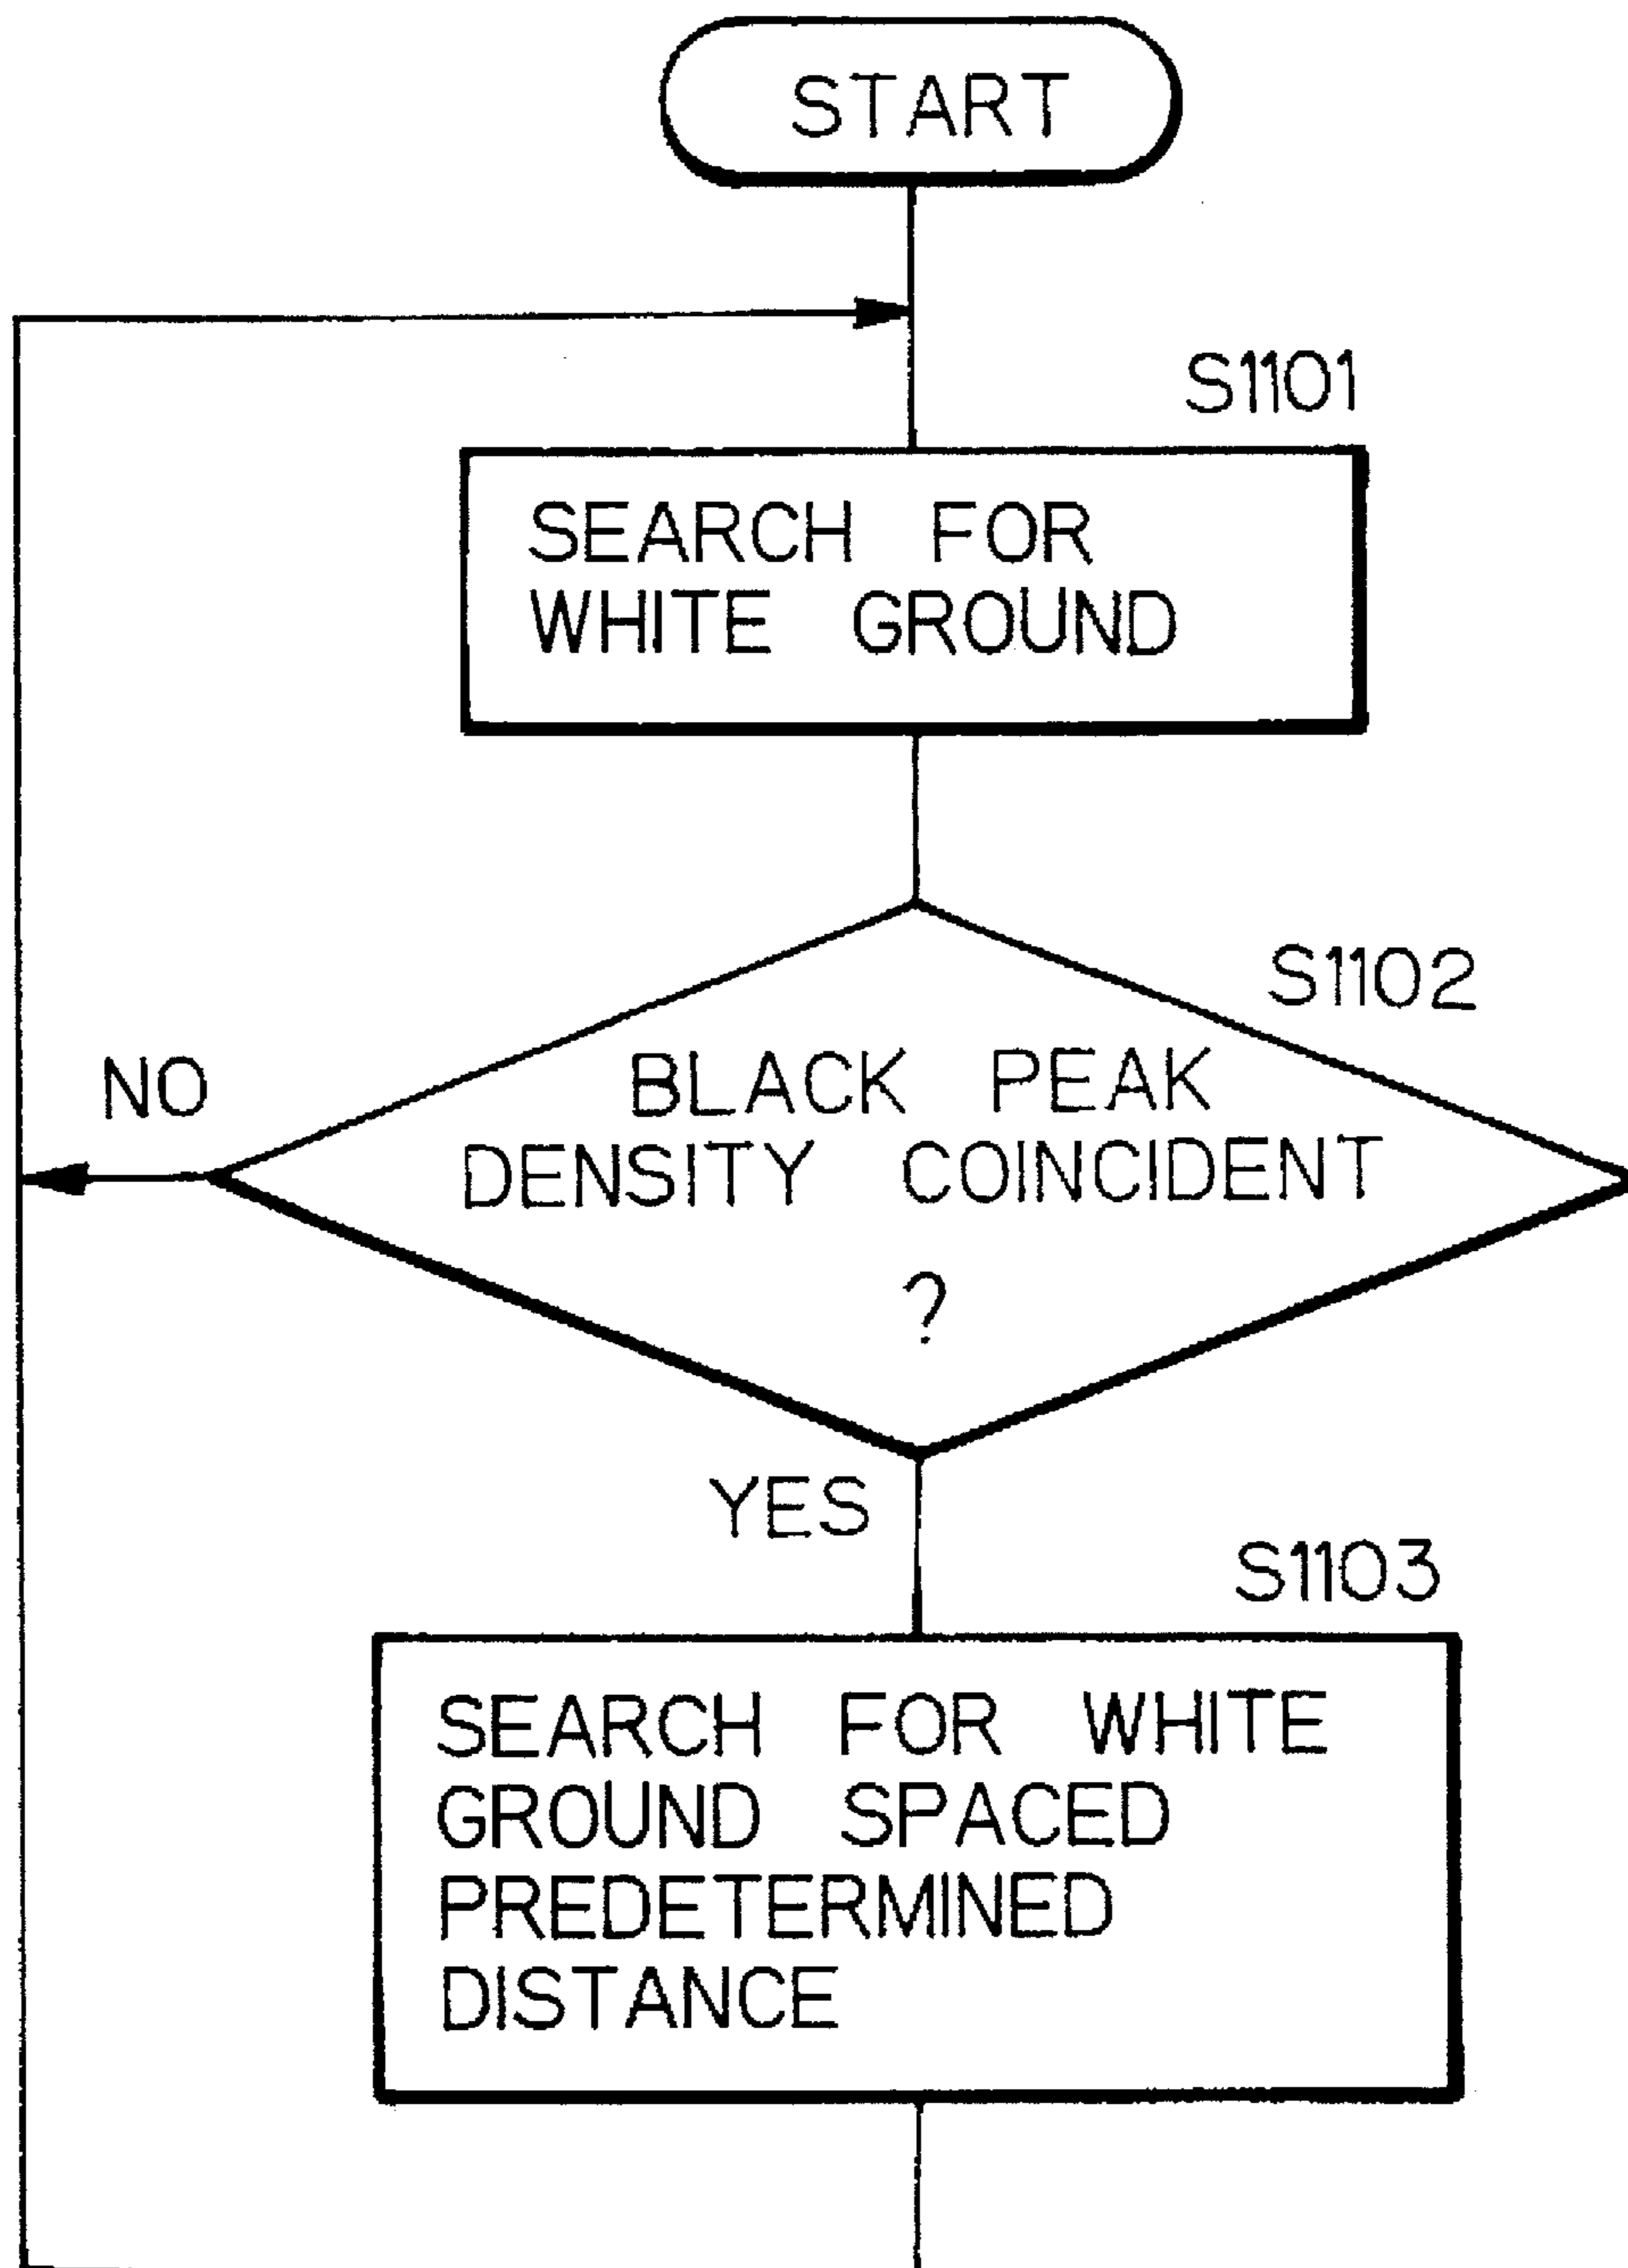 START
S1101
SEARCH FOR
WHITE GROUND
S1102
NO
BLACK PEAK
DENSITY COINCIDENT
?
YES
S1103
SEARCH FOR WHITE
GROUND SPACED
PREDETERMINED
DISTANCE